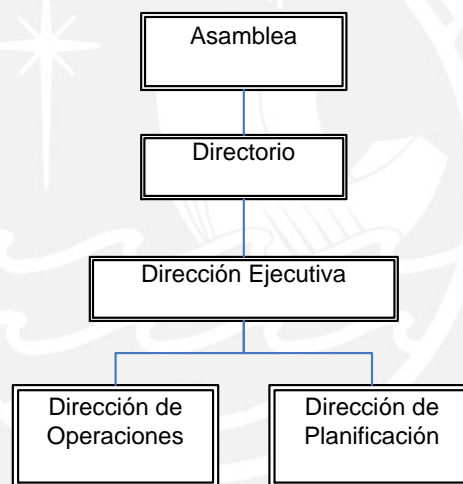 Asamblea
Directorio
Dirección Ejecutiva
Dirección de
Operaciones
Dirección de
Planificación